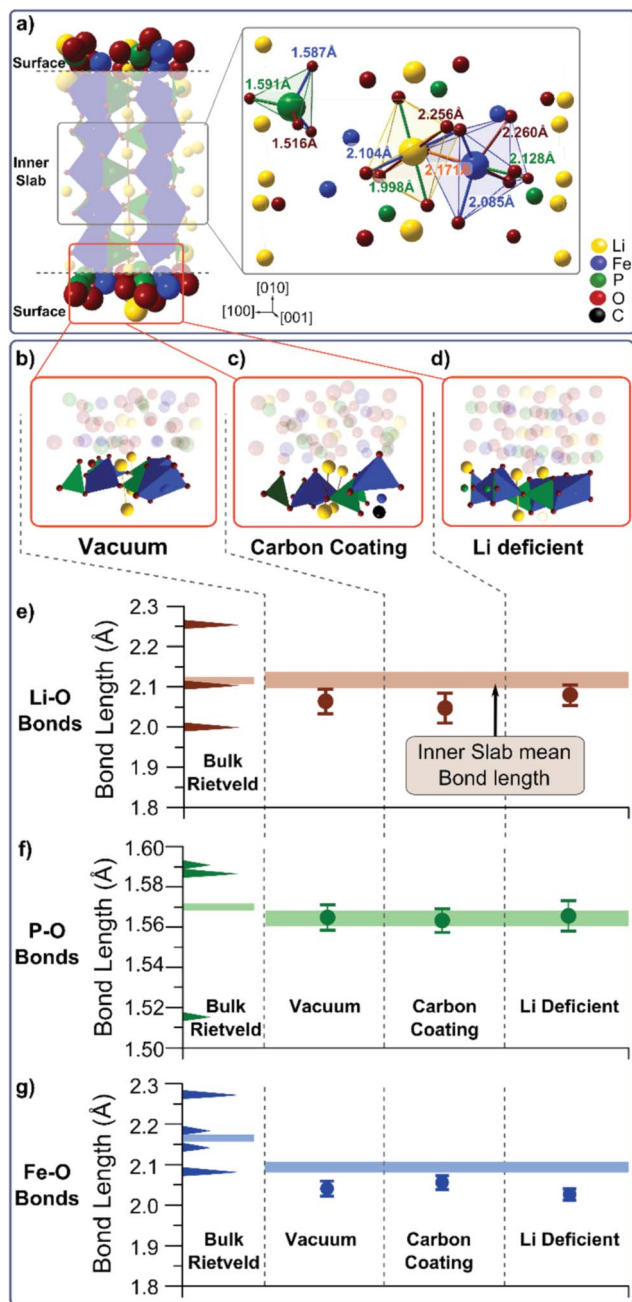 a)
Surface
Inner
Slab
Surface
[010]
[100]
[001]
1.587Å
1.591Å
1.516Å
2.256Å
2.260Å
2.104Å
2.128Å
2.171Å
1.998Å
2.085Å
Li
Fe
P
O
C
b)
c)
d)
Vacuum
Carbon Coating
Li deficient
e)
Li-O
Bonds
Bond Length (Å)
2.3
2.2
2.1
2.0
1.9
1.8
Bulk
Rietveld
Inner Slab mean
Bond length
f)
P-O
Bonds
Bond Length (Å)
1.60
1.58
1.56
1.54
1.52
1.50
Bulk
Rietveld
Vacuum
Carbon
Coating
Li Deficient
g)
Fe-O
Bonds
Bond Length (Å)
2.3
2.2
2.1
2.0
1.9
1.8
Bulk
Rietveld
Vacuum
Carbon
Coating
Li Deficient